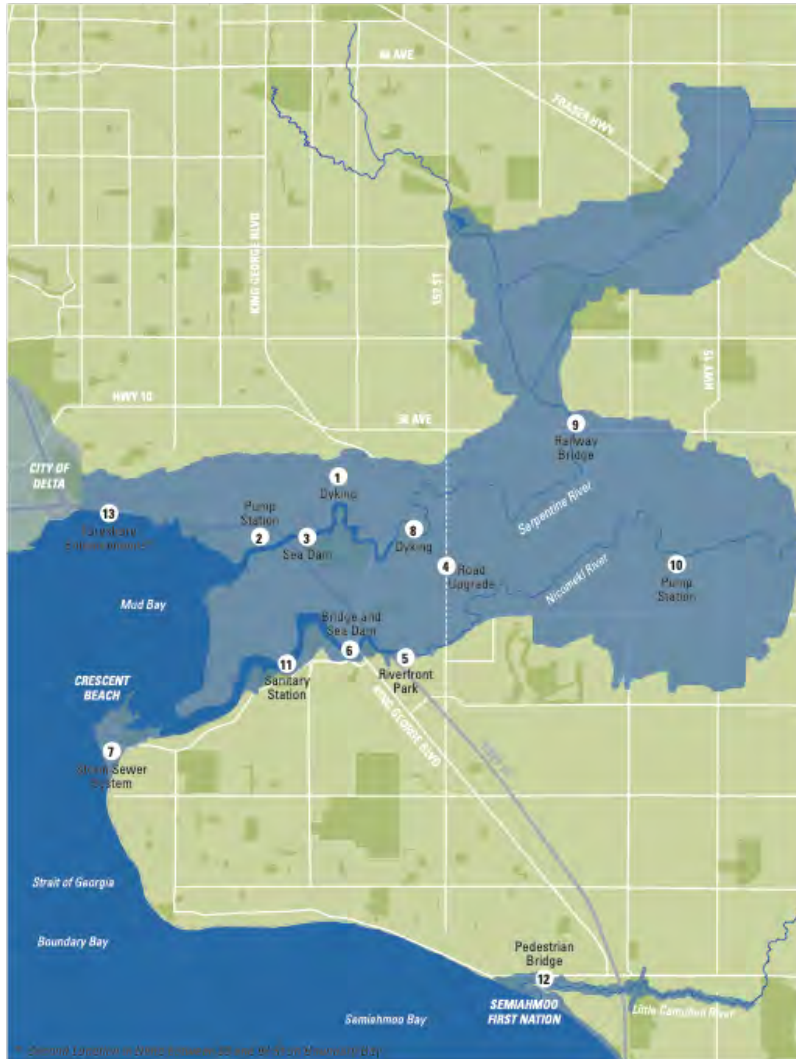 AVE
FRASER HWY
KING GEORGE BLVD
152 ST
HWY 15
HWY 10
AVE
CITY OF
DELTA
9
Railway
Bridge
1
Dyking
13
Pump
Station
2
3
Sea Dam
8
Dyking
Serpentine River
4
Road
Upgrade
Nicomekl River
10
Pump
Station
Mud Bay
Bridge and
Sea Dam
6
5
Riverfront
Park
11
Sanitary
Station
CRESCENT
BEACH
KING GEORGE BLVD
7
Storm Sewer
System
Strait of Georgia
Boundary Bay
Pedestrian
Bridge
12
SEMIAHMOO
FIRST NATION
Little Campbell River
Semiahmoo Bay